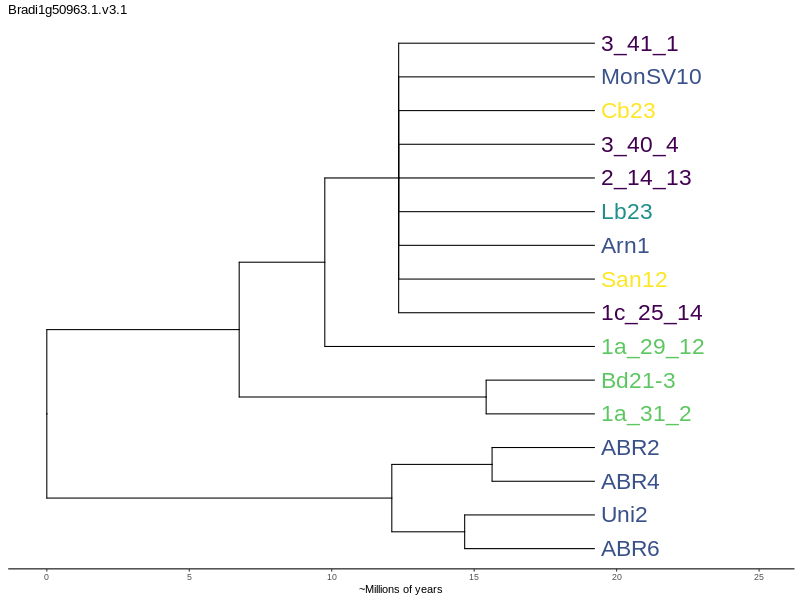 Bradi1g50963.1.v3.1
3_41_1
MonSV10
Cb23
3_40_4
2_14_13
Lb23
Arn1
San12
1c_25_14
1a_29_12
Bd21-3
1a_31_2
ABR2
ABR4
Uni2
ABR6
0 5 10 15 20 25
~Millions of years